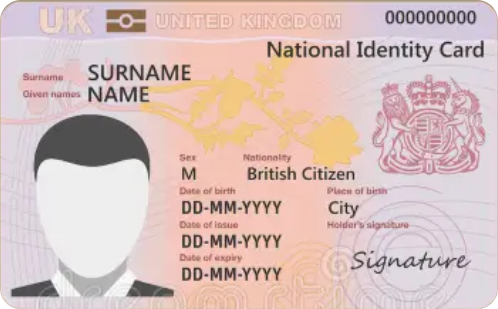 UK UNITED KINGDOM 000000000
National Identity Card
Surname SURNAME
Given names NAME
Sex Nationality
M British Citizen
Date of birth Place of birth
DD-MM-YYYY City
Date of issue Holder's signature
DD-MM-YYYY
Date of expiry
DD-MM-YYYY Signature
dreamstime